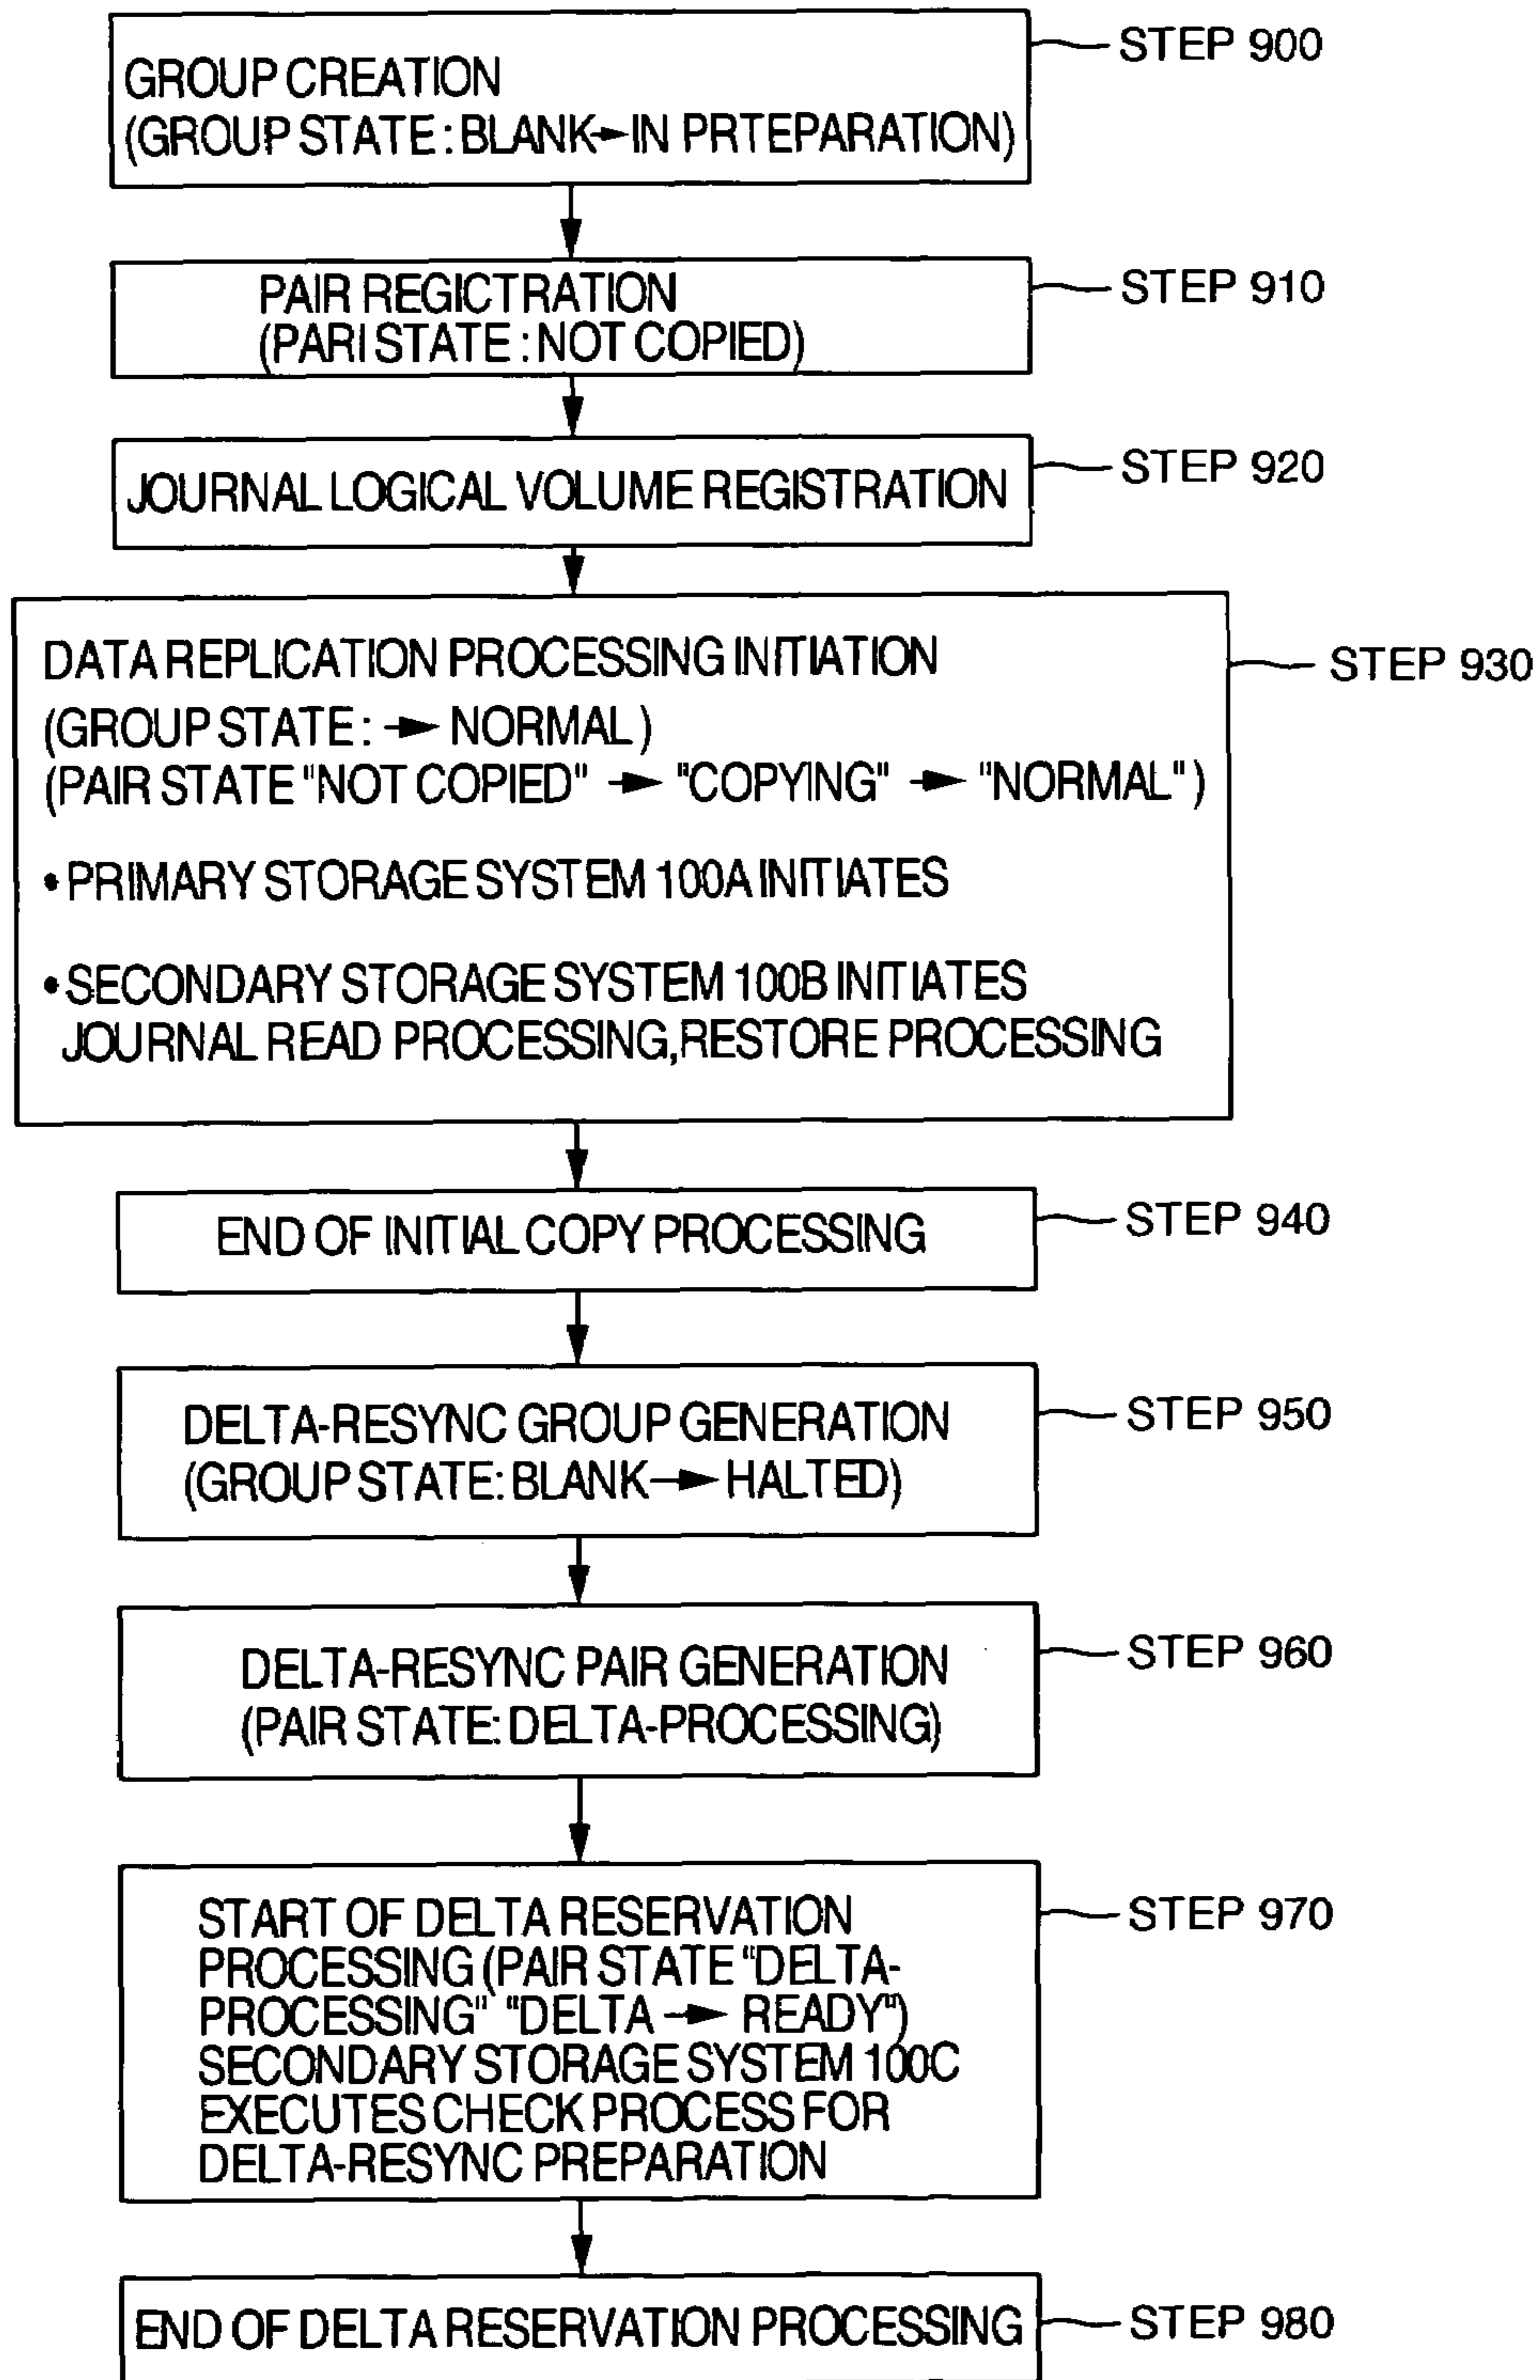 GROUP CREATION
(GROUP STATE : BLANK→IN PRTEPARATION)
STEP 900
PAIR REGICTRATION
(PARI STATE : NOT COPIED)
STEP 910
JOURNAL LOGICAL VOLUME REGISTRATION
STEP 920
DATA REPLICATION PROCESSING INITIATION
(GROUP STATE : → NORMAL)
(PAIR STATE "NOT COPIED" → "COPYING" → "NORMAL")
• PRIMARY STORAGE SYSTEM 100A INITIATES
• SECONDARY STORAGE SYSTEM 100B INITIATES
JOURNAL READ PROCESSING, RESTORE PROCESSING
STEP 930
END OF INITIAL COPY PROCESSING
STEP 940
DELTA-RESYNC GROUP GENERATION
(GROUP STATE: BLANK→ HALTED)
STEP 950
DELTA-RESYNC PAIR GENERATION
(PAIR STATE: DELTA-PROCESSING)
STEP 960
START OF DELTA RESERVATION
PROCESSING (PAIR STATE "DELTA-
PROCESSING" "DELTA → READY")
SECONDARY STORAGE SYSTEM 100C
EXECUTES CHECK PROCESS FOR
DELTA-RESYNC PREPARATION
STEP 970
END OF DELTA RESERVATION PROCESSING
STEP 980